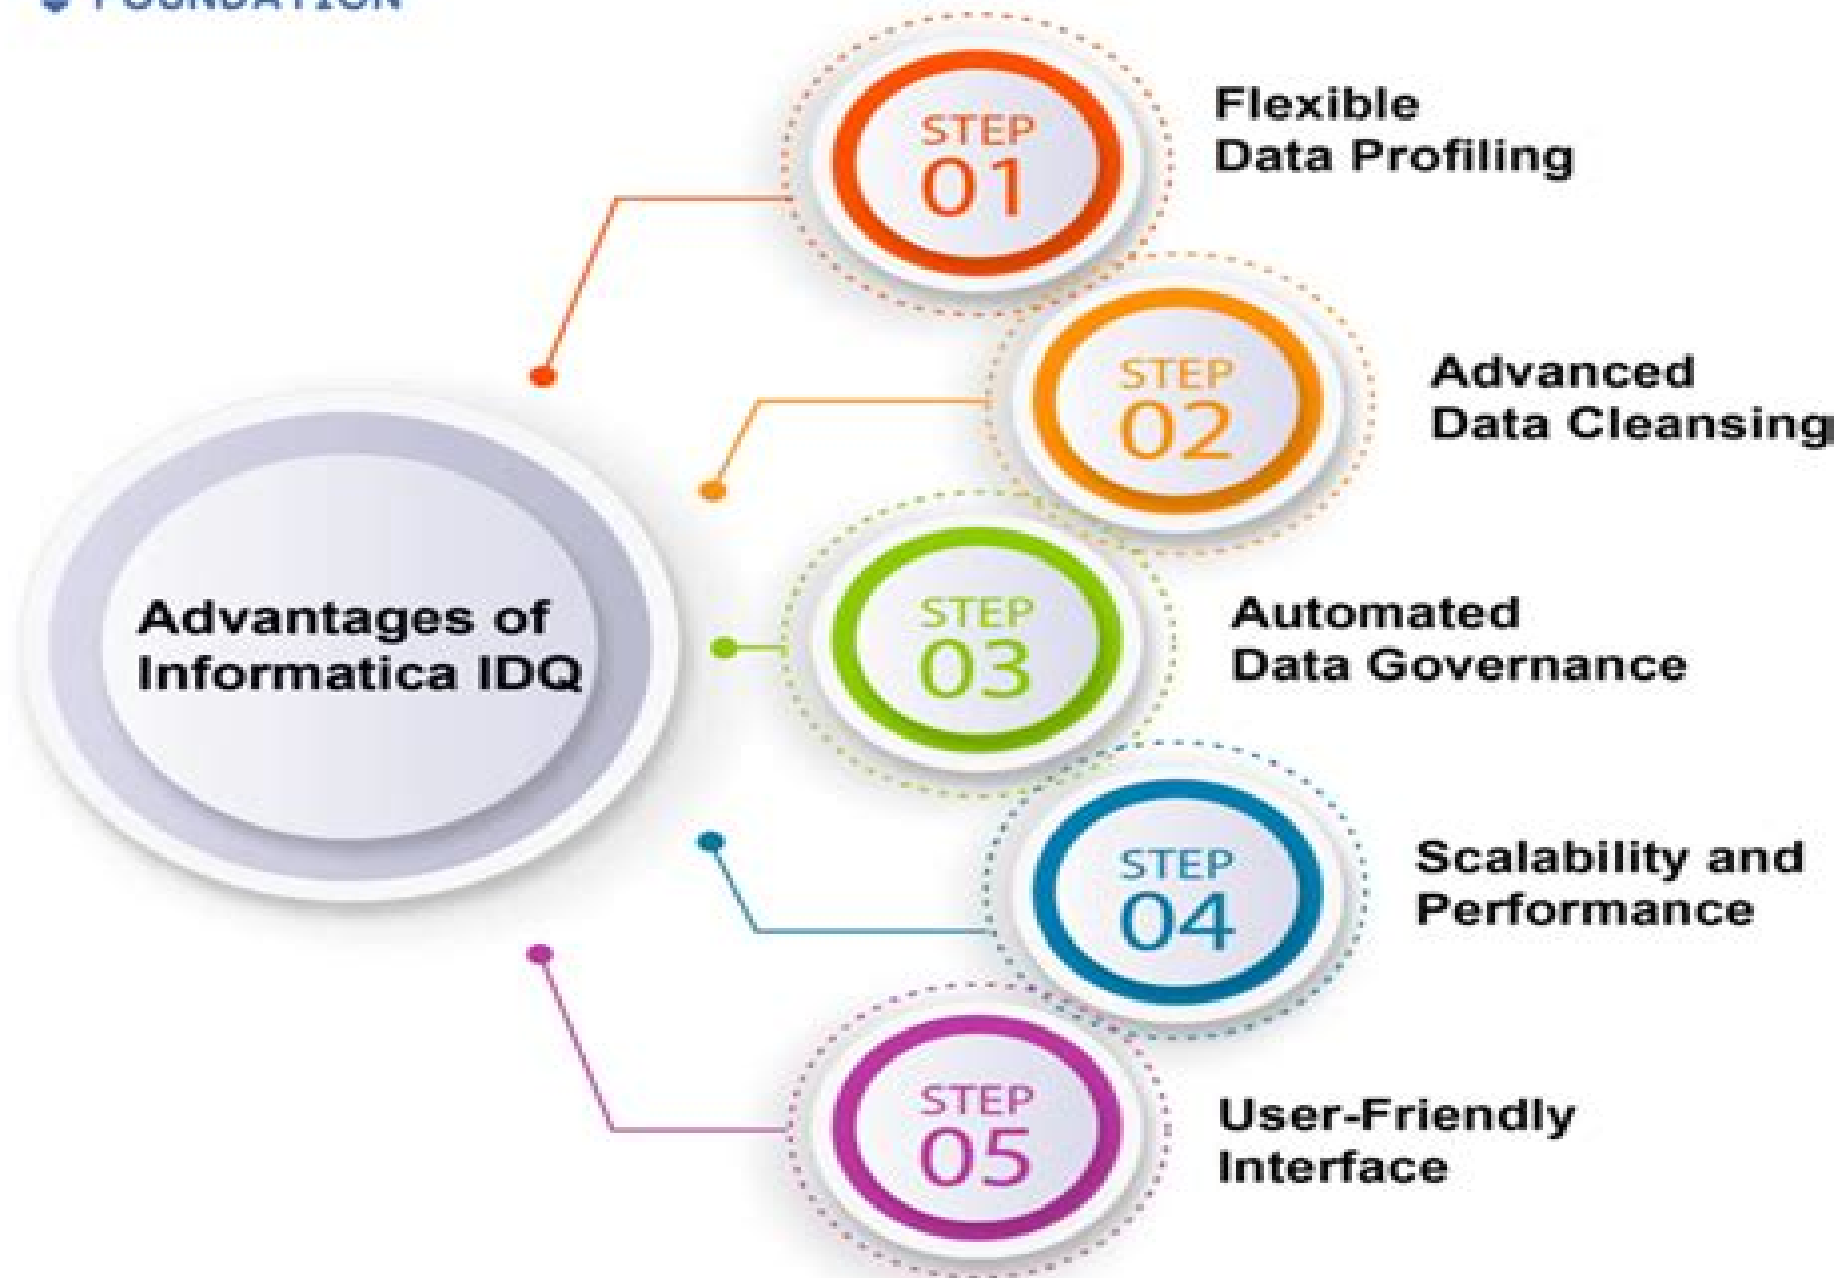 FOUNDATION
STEP
01
Flexible
Data Profiling
STEP
02
Advanced
Data Cleansing
Advantages of
Informatica IDQ
STEP
03
Automated
Data Governance
STEP
04
Scalability and
Performance
STEP
05
User-Friendly
Interface